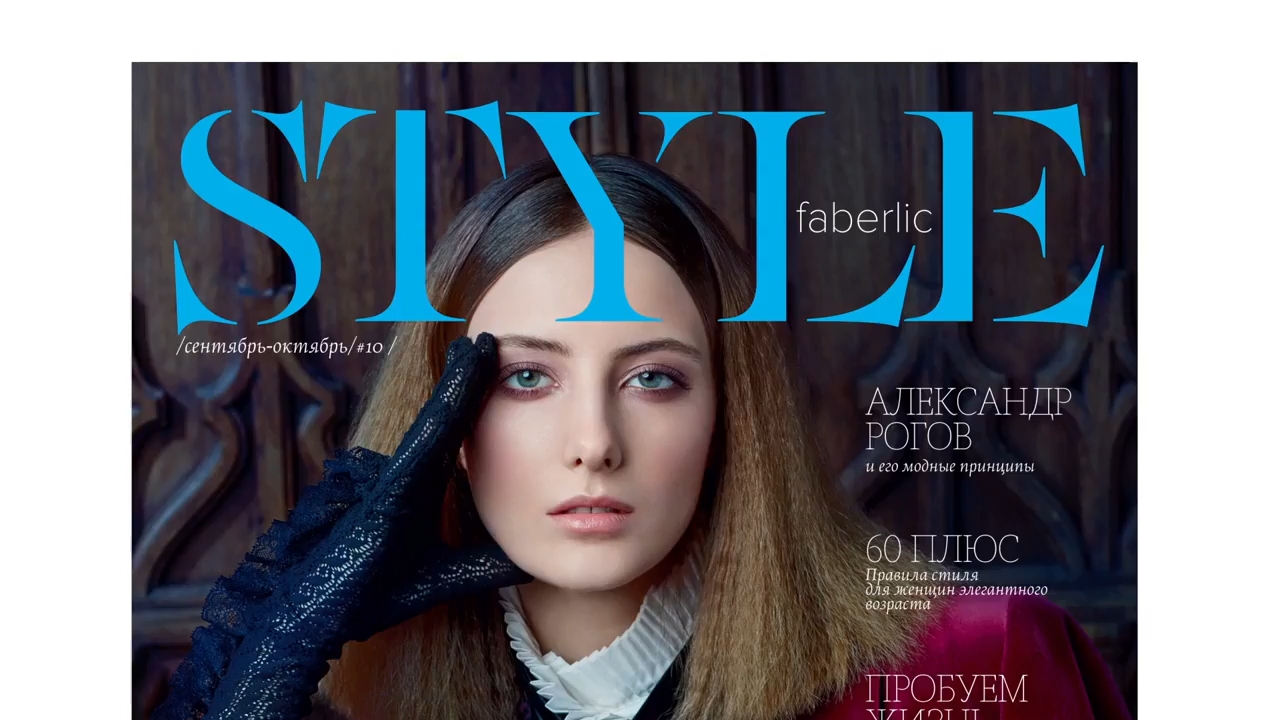 STYLE
faberlic
/сентябрь-октябрь/#10 /
АЛЕКСАНДР
РОГОВ
и его модные принципы
60 ПЛЮС
Правила стиля
для женщин элегантного
возраста
ПРОБУЕМ
ЖИЗНЬ